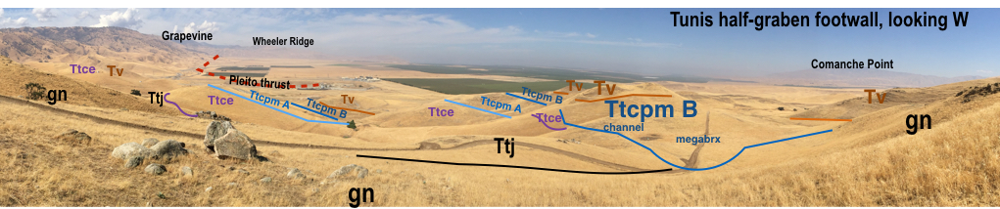 Tunis half-graben footwall, looking W
Grapevine
Wheeler Ridge
Comanche Point
Ttce Tv
Pleito thrust
gn
Ttj
Ttce
Ttcpm A
Ttcpm B
Tv
Ttce
Ttcpm A
Ttcpm B
Tv
Tv
Ttce
Ttcpm B
channel
megabrx
Tv
gn
Ttj
gn